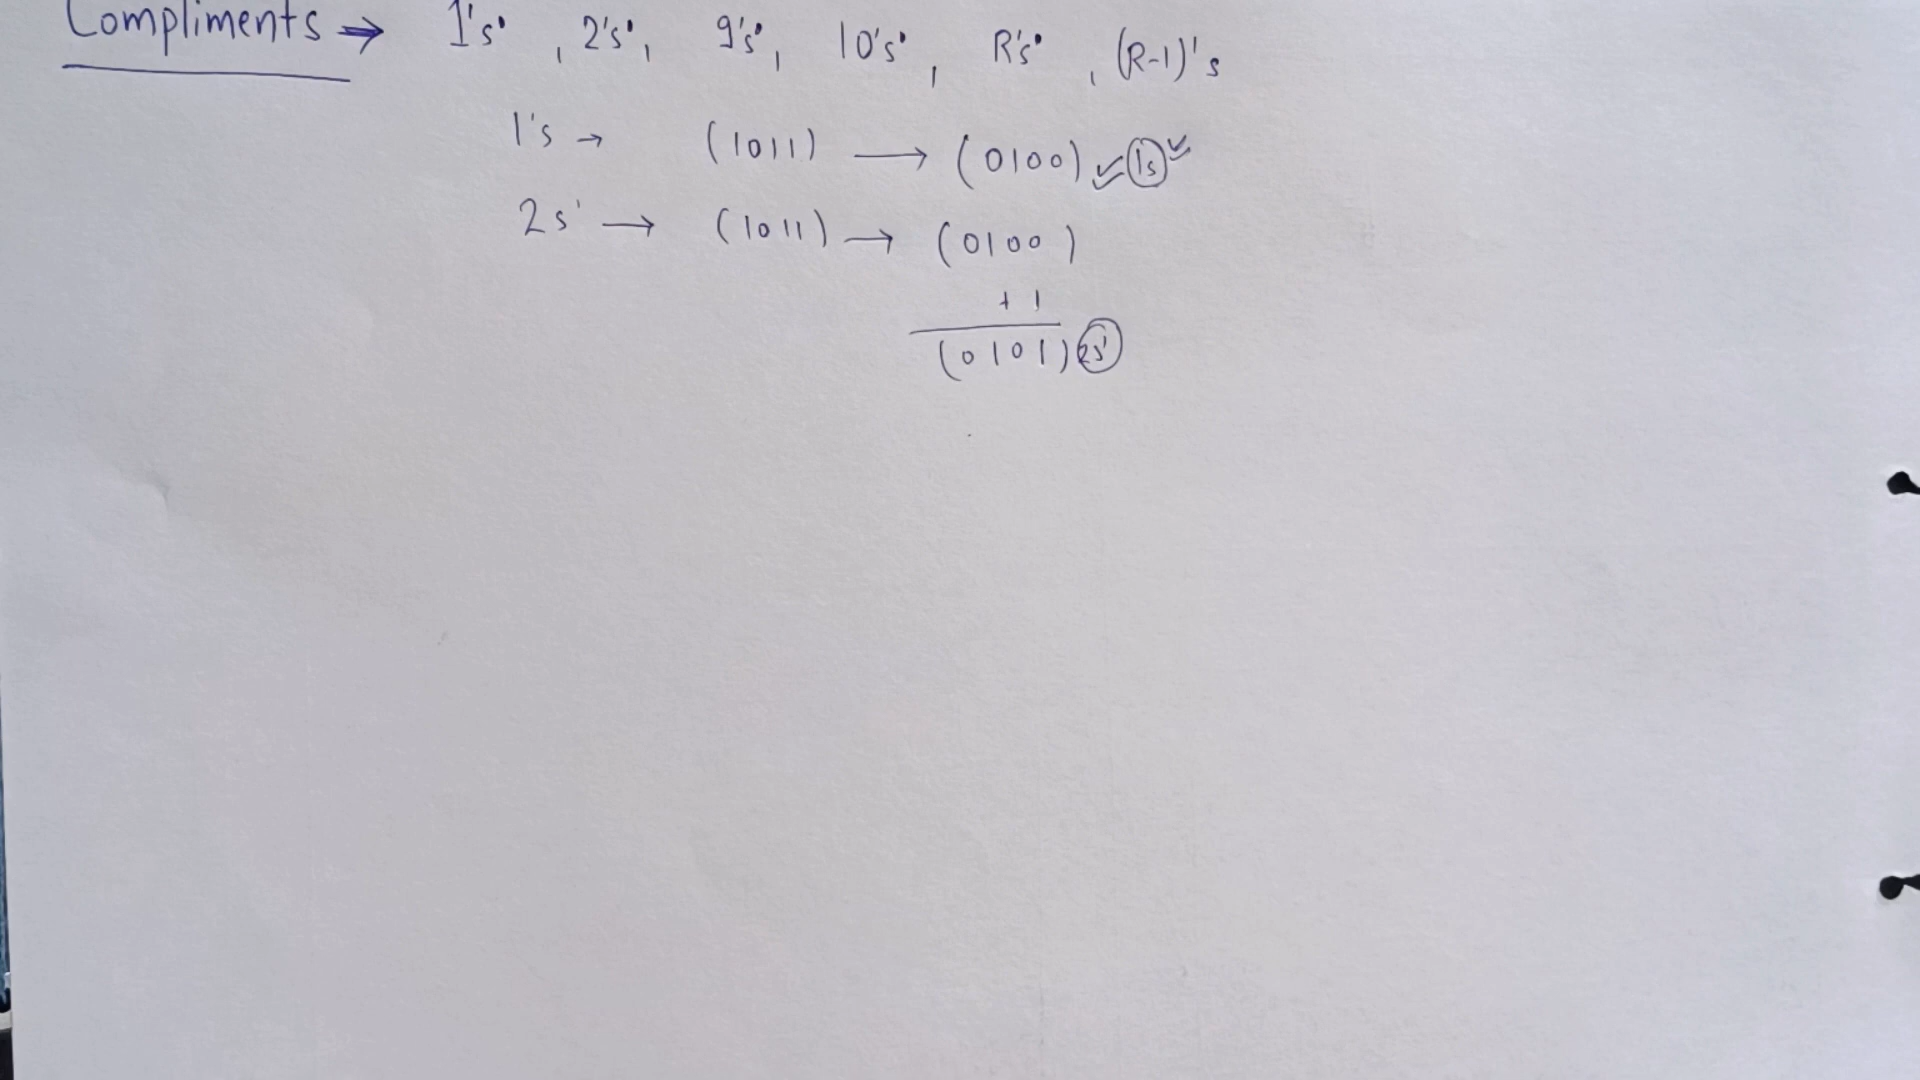 Compliments → 1's, 2's, 9's, 10's, R's, (R-1)'s
1's → (1011) → (0100) 1s
2s' → (1011) → (0100)
+ 1
(0101) 2s'